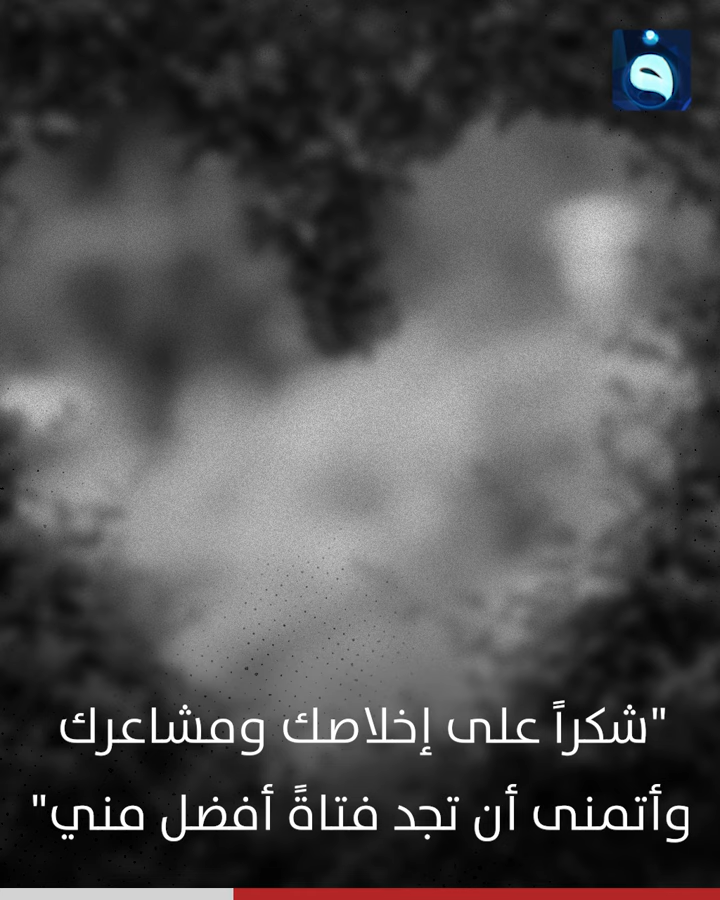 "شكراً على إخلاصك ومشاعرك
وأتمنى أن تجد فتاةً أفضل مني"